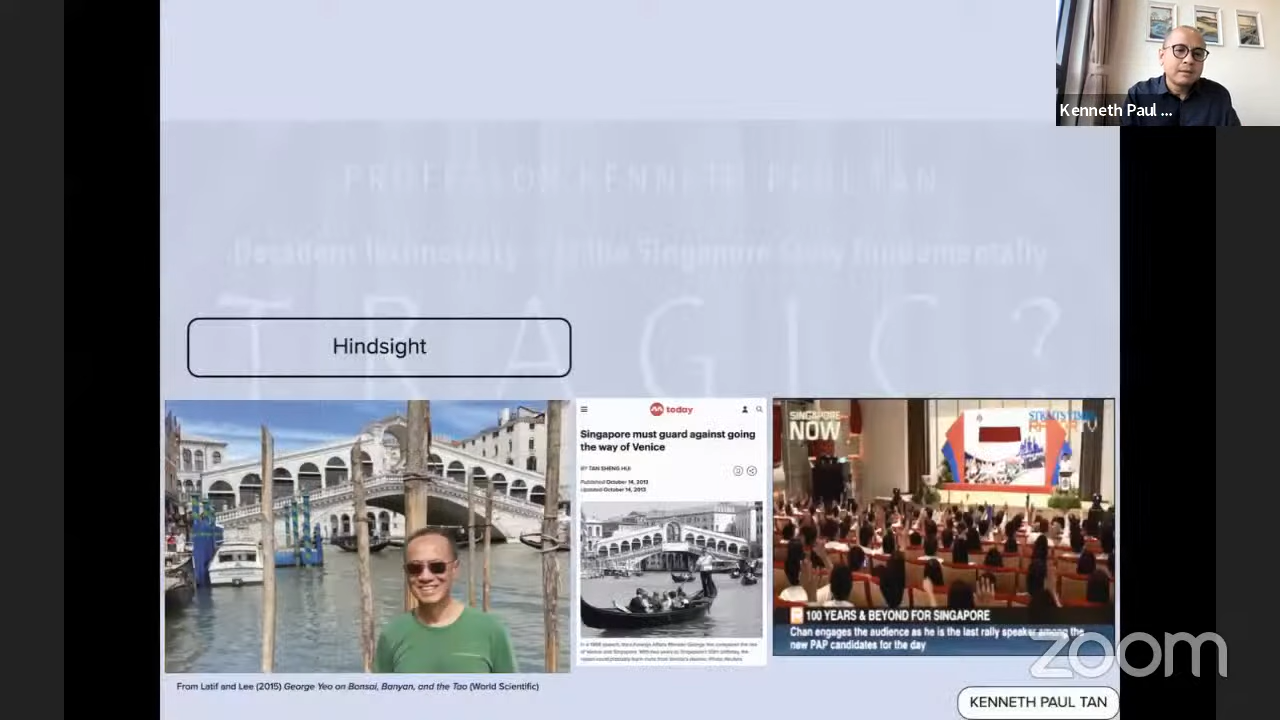 Kenneth Paul ...
PROFESSOR KENNETH PAUL TAN
Singapore Story fundamentally
TRAGIC?
Hindsight
today
Singapore must guard against going
the way of Venice
BY TAN SHENG HUI
Published October 14, 2013
Updated October 14, 2013
SINGAPORE
NOW
STRAITS TIMES
RAZOR TV
100 YEARS & BEYOND FOR SINGAPORE
Chan engages the audience as he is the last rally speaker among the
new PAP candidates for the day
From Latif and Lee (2015) George Yeo on Bonsai, Banyan, and the Tao (World Scientific)
zoom
KENNETH PAUL TAN